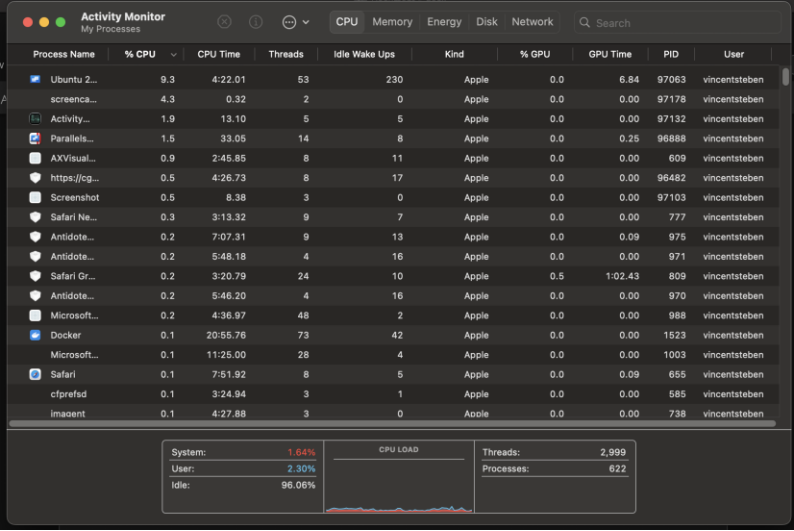 Activity Monitor
My Processes
CPU Memory Energy Disk Network Search
Process Name % CPU CPU Time Threads Idle Wake Ups Kind % GPU GPU Time PID User
Ubuntu 2... 9.3 4:22.01 53 230 Apple 0.0 6.84 97063 vincentsteben
screenca... 4.3 0.32 2 0 Apple 0.0 0.00 97178 vincentsteben
Activity... 1.9 13.10 5 5 Apple 0.0 0.00 97132 vincentsteben
Parallels... 1.5 33.05 14 8 Apple 0.0 0.25 96888 vincentsteben
AXVisual... 0.9 2:45.85 8 11 Apple 0.0 0.00 609 vincentsteben
https://cg... 0.5 4:26.73 8 17 Apple 0.0 0.00 96482 vincentsteben
Screenshot 0.5 8.38 3 0 Apple 0.0 0.00 97103 vincentsteben
Safari Ne... 0.3 3:13.32 9 7 Apple 0.0 0.00 777 vincentsteben
Antidote... 0.2 7:07.31 9 13 Apple 0.0 0.09 975 vincentsteben
Antidote... 0.2 5:48.18 4 16 Apple 0.0 0.00 971 vincentsteben
Safari Gr... 0.2 3:20.79 24 10 Apple 0.5 1:02.43 809 vincentsteben
Antidote... 0.2 5:46.20 4 16 Apple 0.0 0.00 970 vincentsteben
Microsoft... 0.2 4:36.97 48 2 Apple 0.0 0.00 988 vincentsteben
Docker 0.1 20:55.76 73 42 Apple 0.0 0.00 1523 vincentsteben
Microsoft... 0.1 11:25.00 28 4 Apple 0.0 0.00 1003 vincentsteben
Safari 0.1 7:51.92 8 5 Apple 0.0 0.09 655 vincentsteben
cfprefsd 0.1 3:24.94 3 1 Apple 0.0 0.00 585 vincentsteben
imagent 0.1 4:27.88 3 0 Apple 0.0 0.00 738 vincentsteben
System: 1.64% CPU LOAD Threads: 2,999
User: 2.30% Processes: 622
Idle: 96.06%